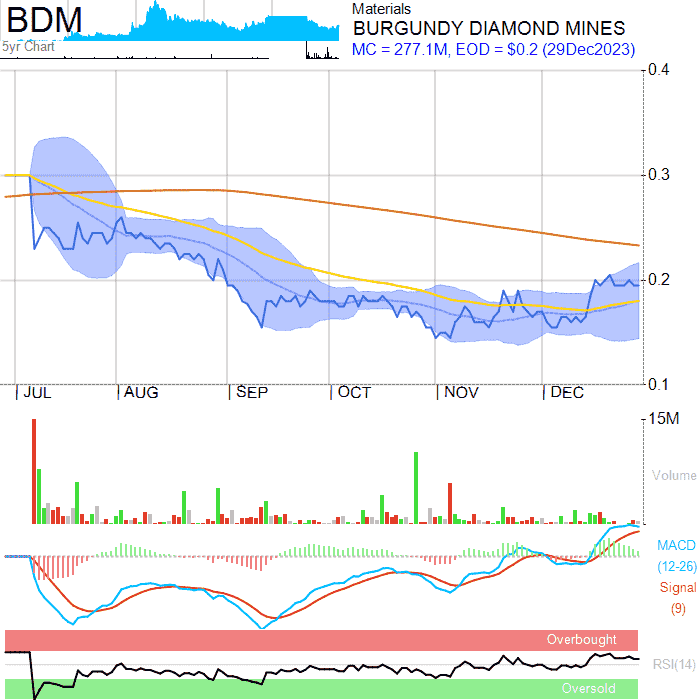 BDM
5yr Chart
Materials
BURGUNDY DIAMOND MINES
MC = 277.1M, EOD = $0.2 (29Dec2023)
0.4
0.3
0.2
0.1
JUL AUG SEP OCT NOV DEC
15M
Volume
MACD
(12-26)
Signal
(9)
Overbought
RSI(14)
Oversold